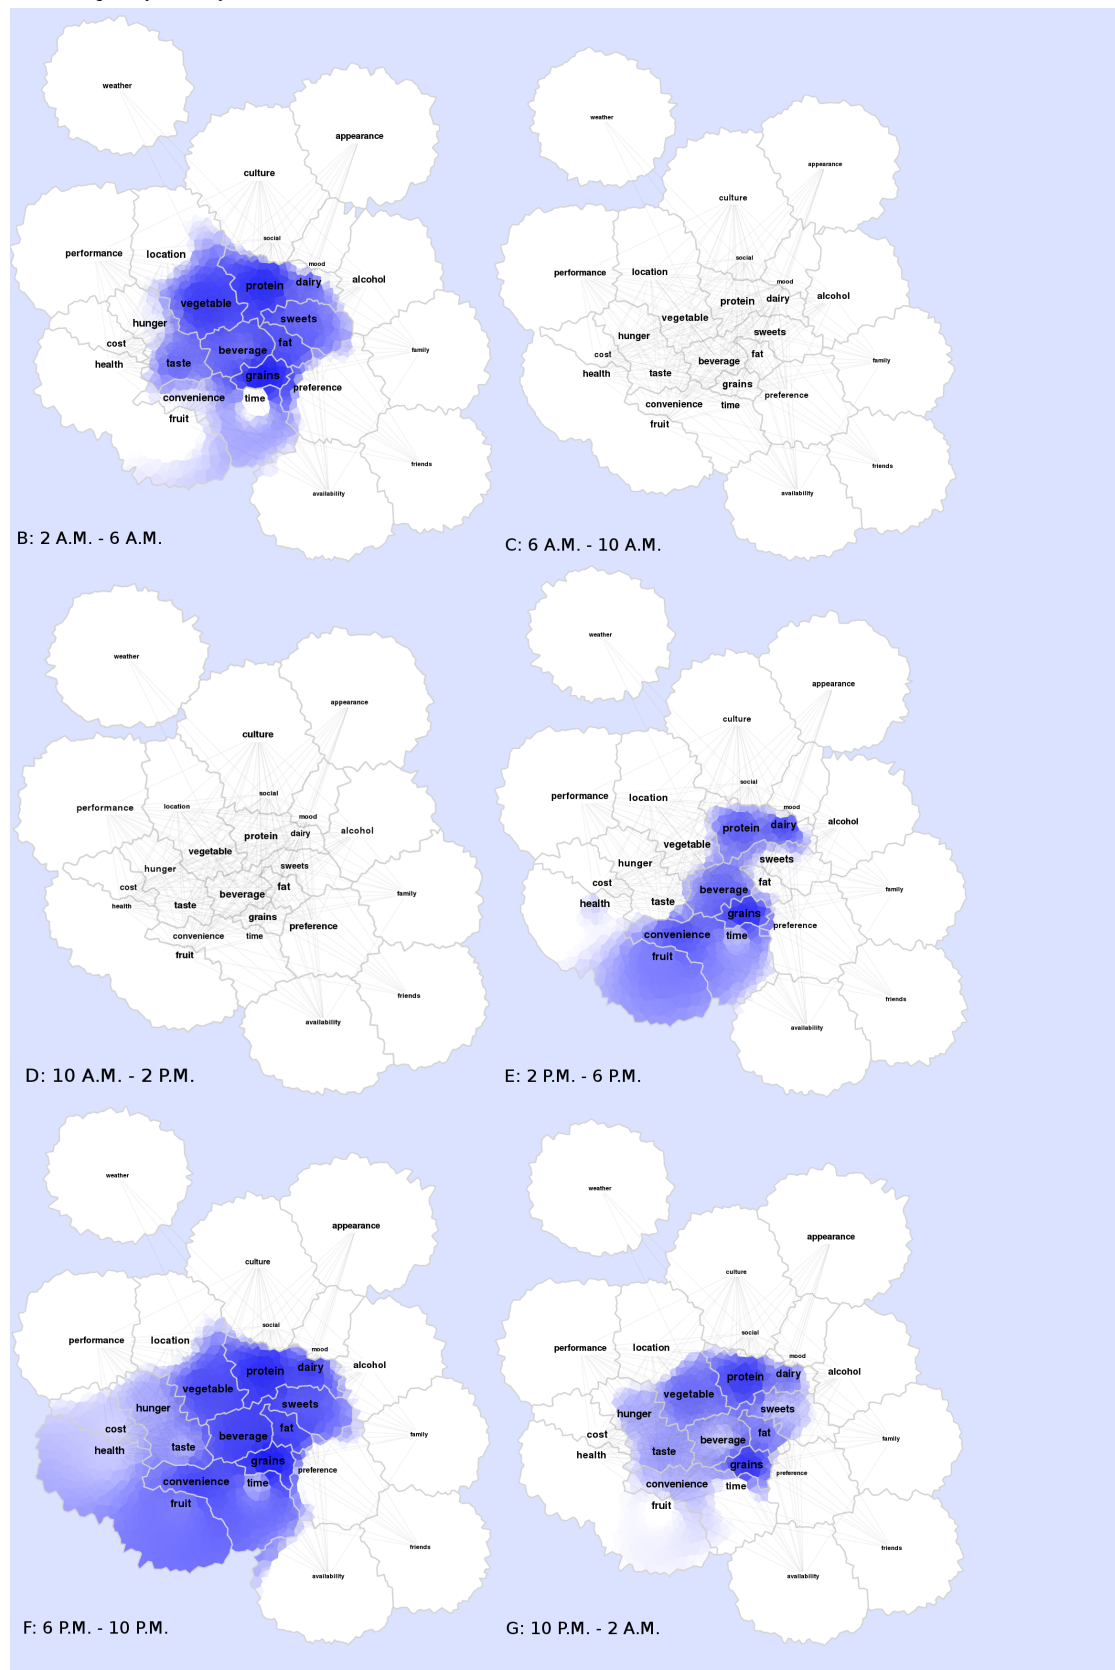 weather
appearance
culture
social
performance
location
mood
protein
dairy
alcohol
vegetable
sweets
hunger
cost
beverage
fat
family
health
taste
grains
preference
convenience
time
fruit
friends
availability
B: 2 A.M. - 6 A.M.
weather
appearance
culture
social
performance
location
mood
protein
dairy
alcohol
vegetable
sweets
hunger
cost
beverage
fat
family
health
taste
grains
preference
convenience
time
fruit
friends
availability
C: 6 A.M. - 10 A.M.
weather
appearance
culture
social
performance
location
mood
protein
dairy
alcohol
vegetable
sweets
hunger
cost
beverage
fat
family
health
taste
grains
preference
convenience
time
fruit
friends
availability
D: 10 A.M. - 2 P.M.
weather
appearance
culture
social
performance
location
mood
protein
dairy
alcohol
vegetable
sweets
hunger
cost
beverage
fat
family
health
taste
grains
preference
convenience
time
fruit
friends
availability
E: 2 P.M. - 6 P.M.
weather
appearance
culture
social
performance
location
mood
protein
dairy
alcohol
vegetable
sweets
hunger
cost
beverage
fat
family
health
taste
grains
preference
convenience
time
fruit
friends
availability
F: 6 P.M. - 10 P.M.
weather
appearance
culture
social
performance
location
mood
protein
dairy
alcohol
vegetable
sweets
hunger
cost
beverage
fat
family
health
taste
grains
preference
convenience
time
fruit
friends
availability
G: 10 P.M. - 2 A.M.